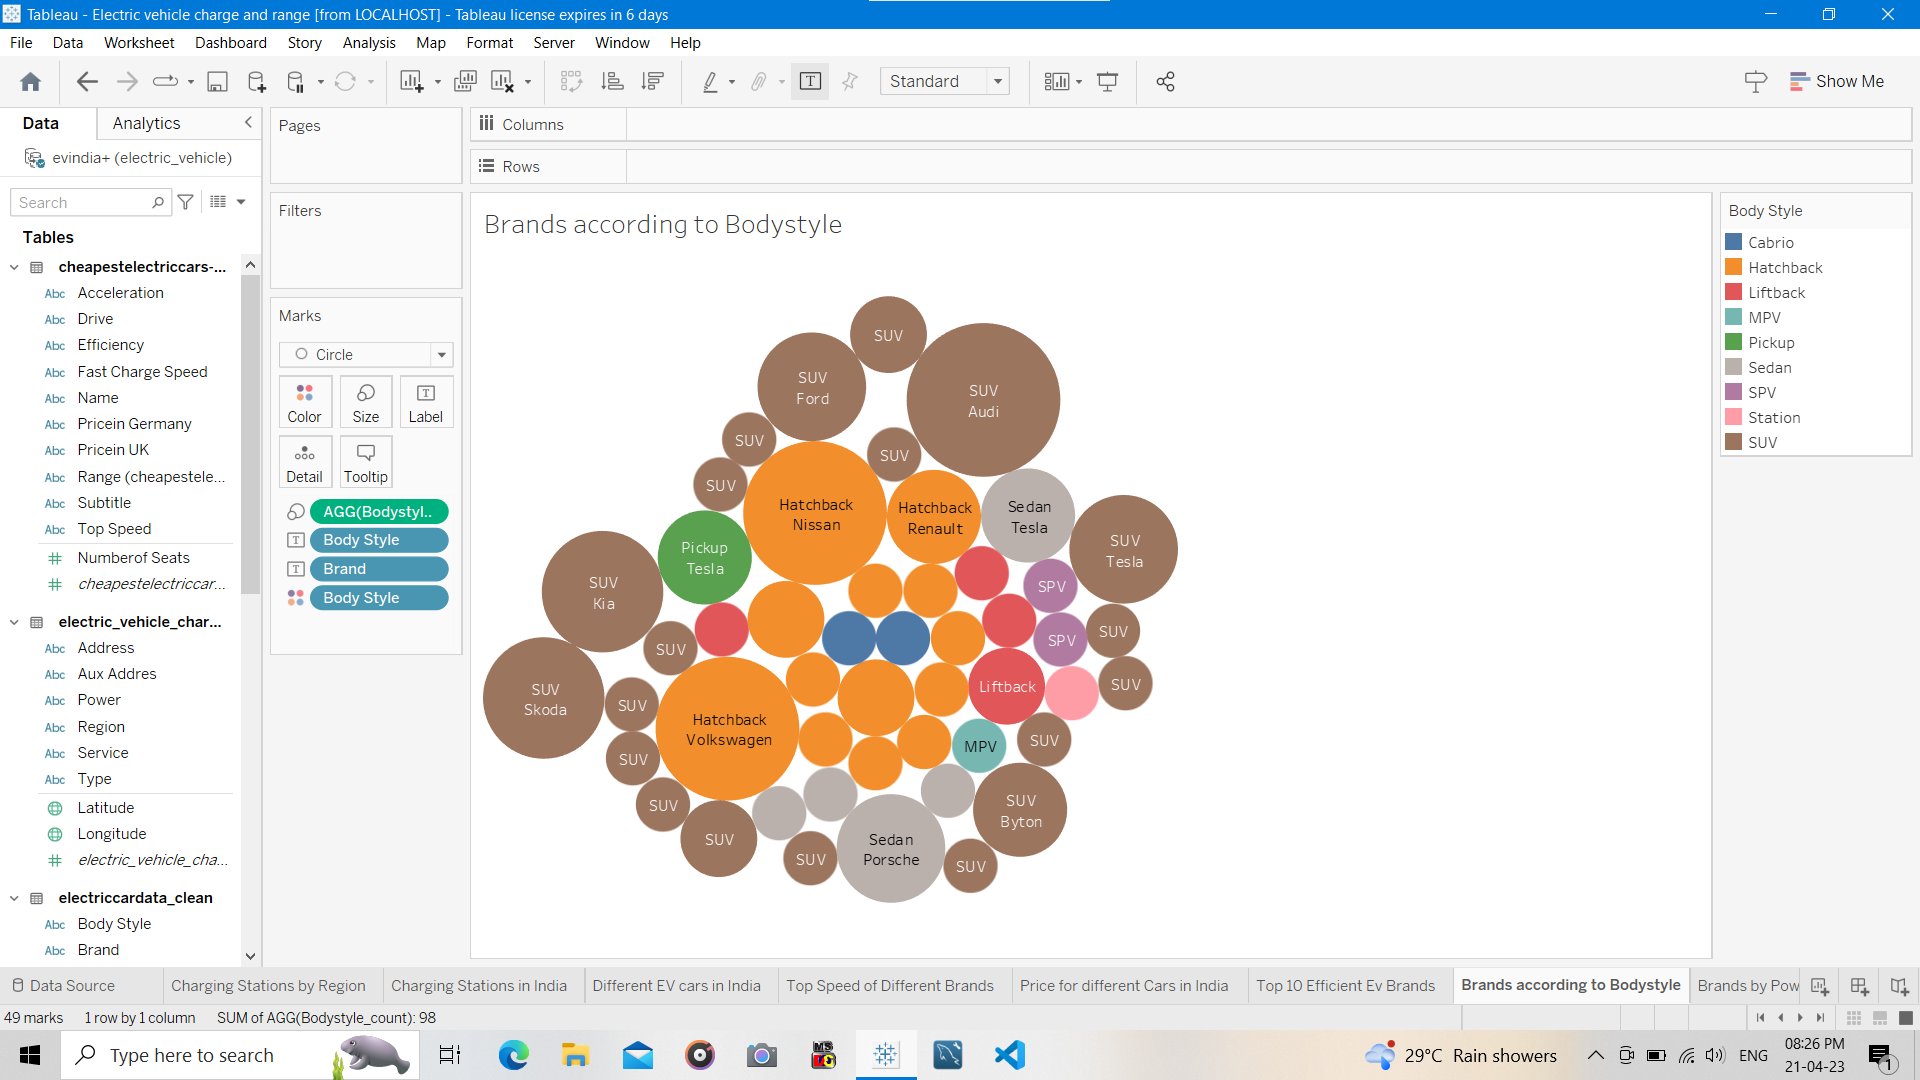 Tableau - Electric vehicle charge and range [from LOCALHOST] - Tableau license expires in 6 days
File Data Worksheet Dashboard Story Analysis Map Format Server Window Help
Standard
Show Me
Data Analytics
evindia+ (electric_vehicle)
Search
Tables
cheapestelectriccars-...
Abc Acceleration
Abc Drive
Abc Efficiency
Abc Fast Charge Speed
Abc Name
Abc Pricein Germany
Abc Pricein UK
Abc Range (cheapestele...
Abc Subtitle
Abc Top Speed
Numberof Seats
cheapestelectriccar...
electric_vehicle_char...
Abc Address
Abc Aux Addres
Abc Power
Abc Region
Abc Service
Abc Type
Latitude
Longitude
electric_vehicle_cha...
electriccardata_clean
Abc Body Style
Abc Brand
Pages
Filters
Marks
Circle
Color Size Label
Detail Tooltip
AGG(Bodystyl..
Body Style
Brand
Body Style
Columns
Rows
Brands according to Bodystyle
SUV
SUV
Ford
SUV
Audi
SUV
SUV
SUV
Hatchback
Nissan
Hatchback
Renault
Sedan
Tesla
SUV
Tesla
Pickup
Tesla
SUV
Kia
SPV
SUV
SPV
SUV
SUV
Skoda
SUV
Liftback
SUV
Hatchback
Volkswagen
SUV
MPV
SUV
SUV
SUV
SUV
Byton
SUV
Sedan
Porsche
SUV
SUV
Body Style
Cabrio
Hatchback
Liftback
MPV
Pickup
Sedan
SPV
Station
SUV
Data Source Charging Stations by Region Charging Stations in India Different EV cars in India Top Speed of Different Brands Price for different Cars in India Top 10 Efficient Ev Brands Brands according to Bodystyle Brands by Pow
49 marks 1 row by 1 column SUM of AGG(Bodystyle_count): 98
Type here to search
29°C Rain showers
ENG
08:26 PM
21-04-23
1